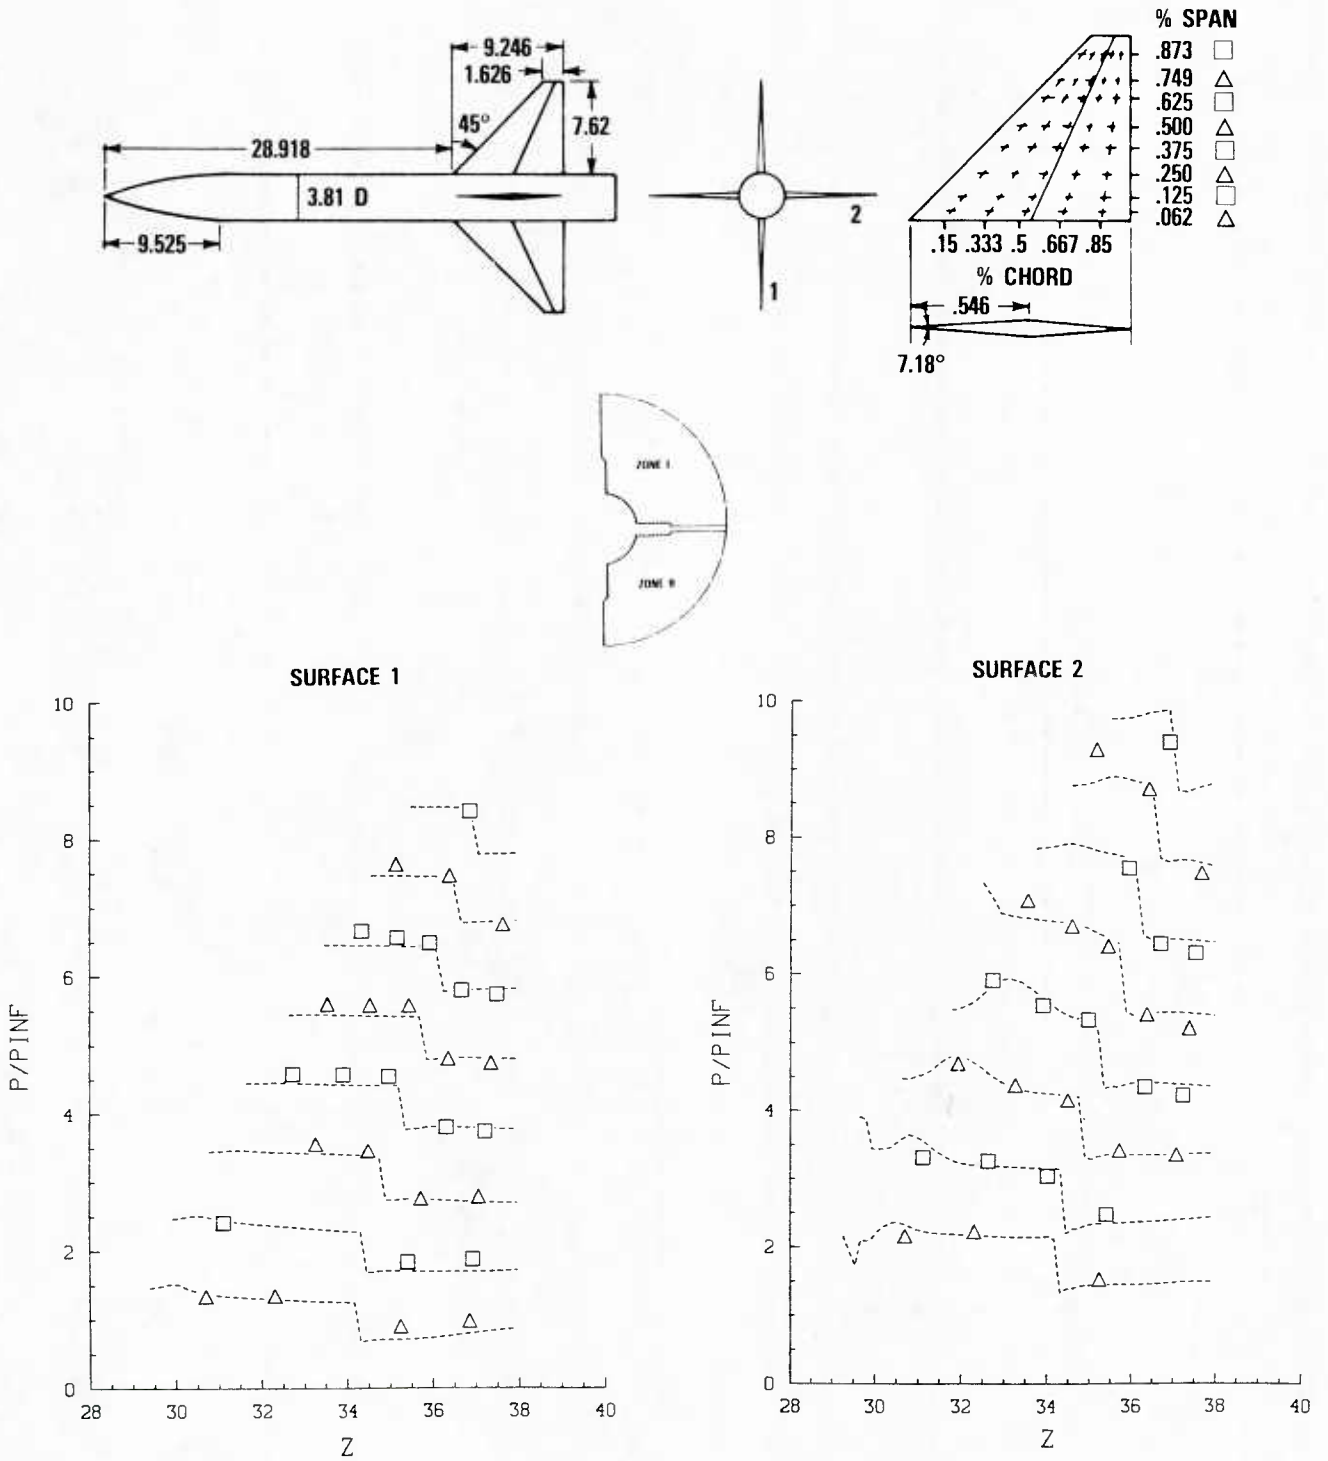 9.246
1.626
45°
7.62
28.918
3.81 D
9.525
2
1
% SPAN
.873
.749
.625
.500
.375
.250
.125
.062
.15 .333 .5 .667 .85
% CHORD
.546
7.18°
ZONE I
ZONE II
SURFACE 1
10
8
6
4
2
0
P/PINF
28 30 32 34 36 38 40
Z
SURFACE 2
10
8
6
4
2
0
P/PINF
28 30 32 34 36 38 40
Z